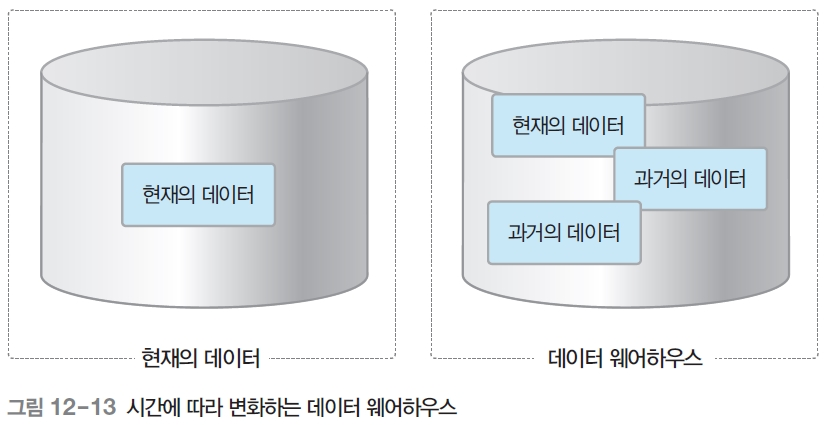 현재의 데이터
현재의 데이터
과거의 데이터
과거의 데이터
현재의 데이터
데이터 웨어하우스
그림 12-13 시간에 따라 변화하는 데이터 웨어하우스